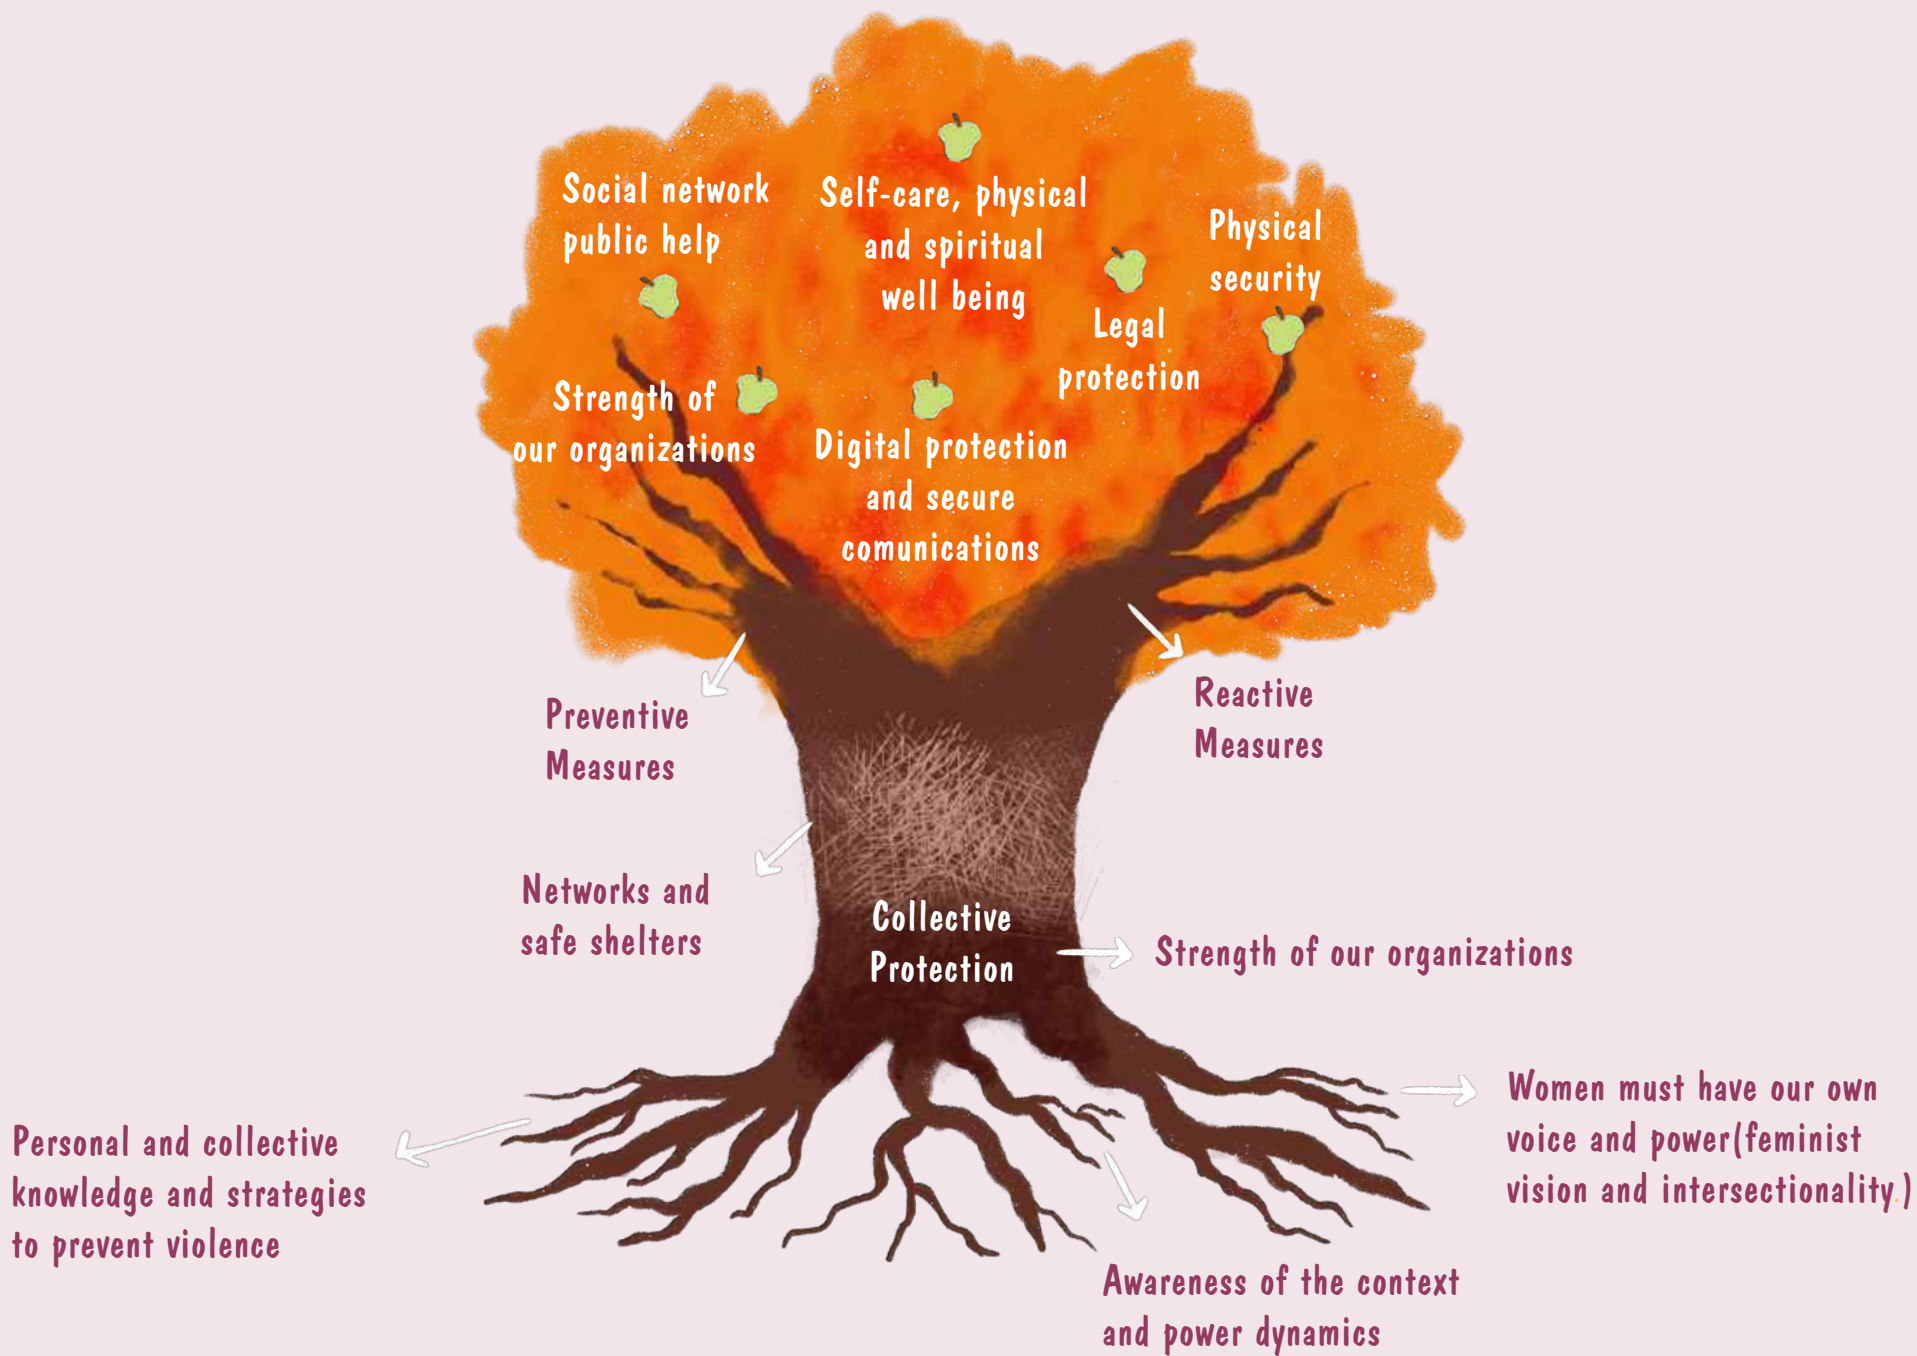 Social network
public help
Self-care, physical
and spiritual
well being
Physical
security
Legal
protection
Strength of
our organizations
Digital protection
and secure
comunications
Preventive
Measures
Reactive
Measures
Networks and
safe shelters
Collective
Protection
Strength of our organizations
Personal and collective
knowledge and strategies
to prevent violence
Women must have our own
voice and power(feminist
vision and intersectionality.)
Awareness of the context
and power dynamics